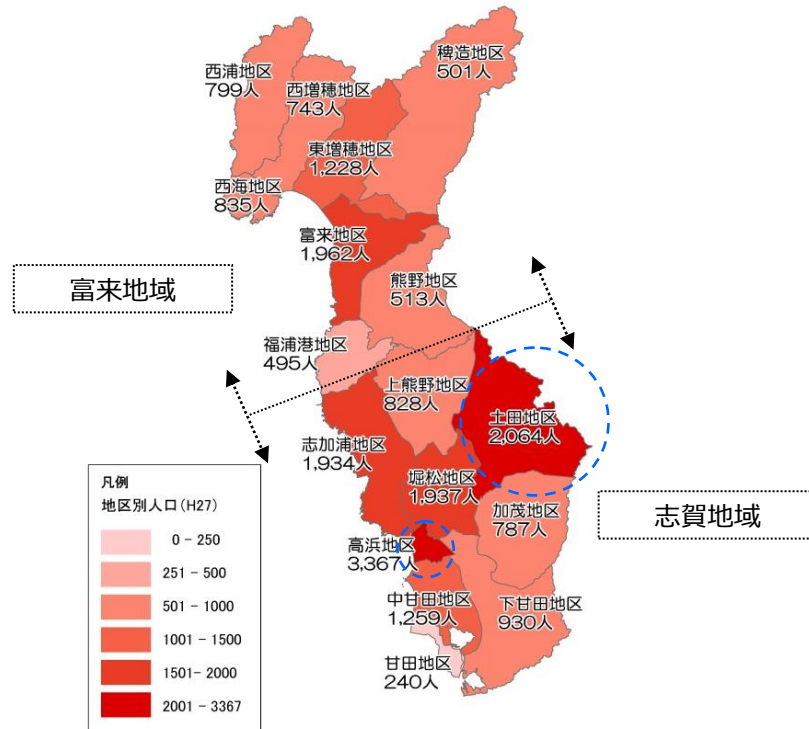 稗造地区
501人
西浦地区
799人
西増穂地区
743人
東増穂地区
1,228人
西海地区
835人
富来地区
1,962人
富来地域
熊野地区
513人
福浦港地区
495人
上熊野地区
828人
土田地区
2,064人
志加浦地区
1,934人
堀松地区
1,937人
加茂地区
787人
志賀地域
高浜地区
3,367人
中甘田地区
1,259人
下甘田地区
930人
甘田地区
240人
凡例
地区別人口(H27)
0 - 250
251 - 500
501 - 1000
1001 - 1500
1501- 2000
2001 - 3367